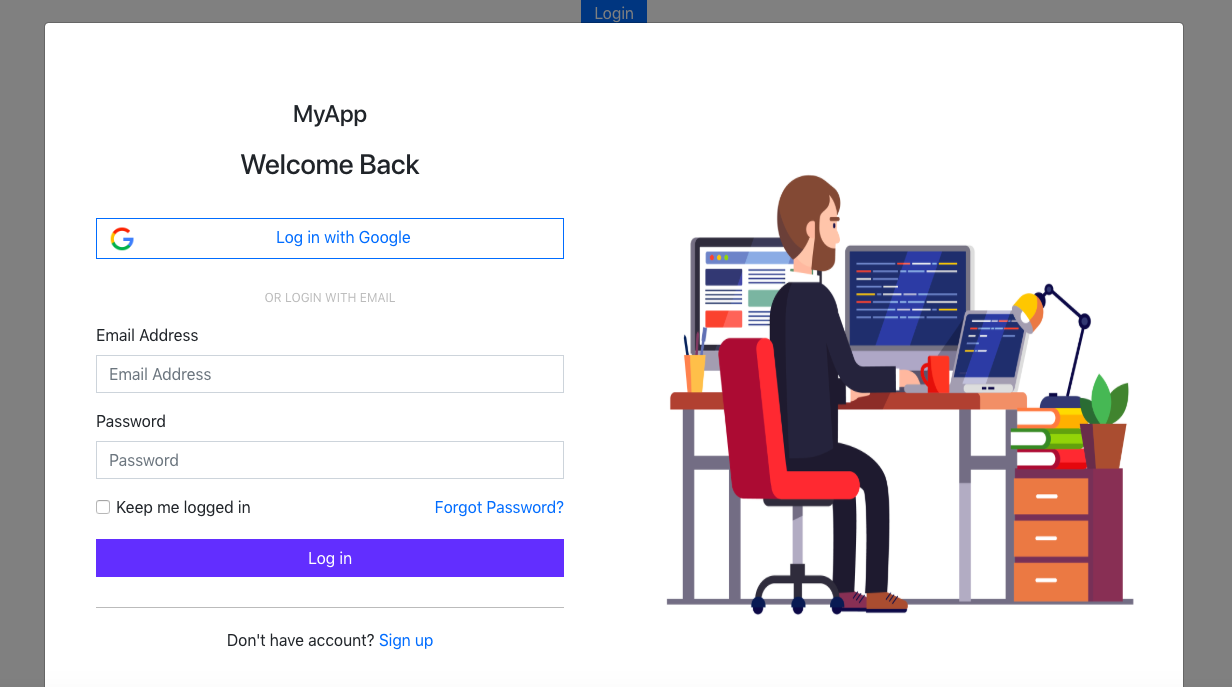 Login
MyApp
Welcome Back
Log in with Google
OR LOGIN WITH EMAIL
Email Address
Email Address
Password
Password
Keep me logged in Forgot Password?
Log in
Don't have account? Sign up